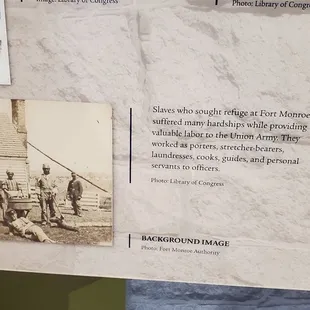 Image: Library of Congress
Photo: Library of Congress
Slaves who sought refuge at Fort Monroe
suffered many hardships while providing
valuable labor to the Union Army. They
worked as porters, stretcher-bearers,
laundresses, cooks, guides, and personal
servants to officers.
Photo: Library of Congress
BACKGROUND IMAGE
Photo: Fort Monroe Authority